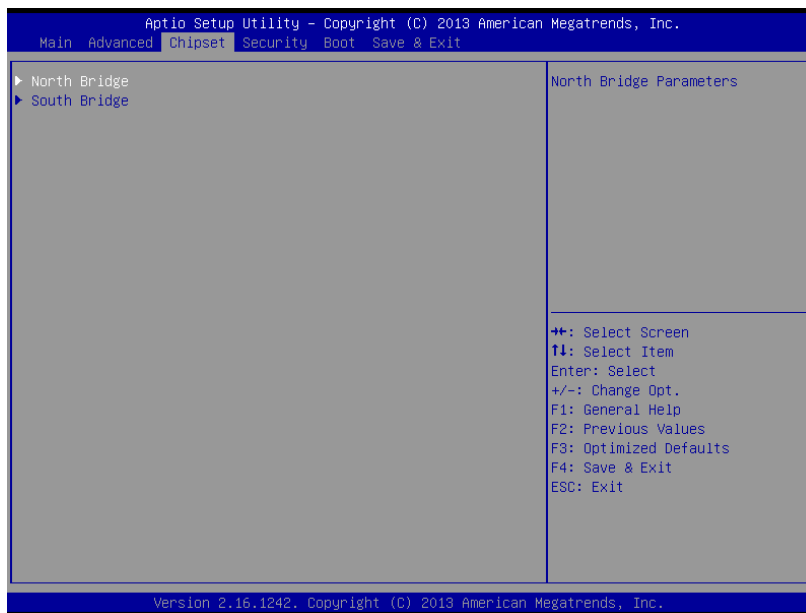 Aptio Setup Utility – Copyright (C) 2013 American Megatrends, Inc.
Main Advanced Chipset Security Boot Save & Exit
▶ North Bridge
▶ South Bridge
North Bridge Parameters
→←: Select Screen
↑↓: Select Item
Enter: Select
+/-: Change Opt.
F1: General Help
F2: Previous Values
F3: Optimized Defaults
F4: Save & Exit
ESC: Exit
Version 2.16.1242. Copyright (C) 2013 American Megatrends, Inc.